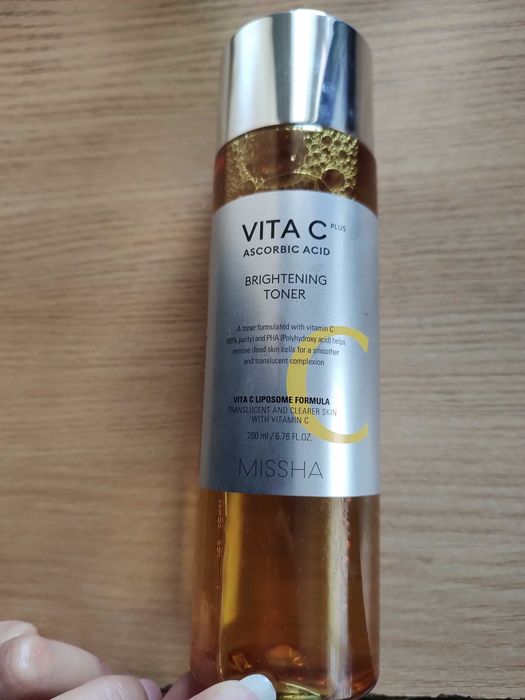 VITA C PLUS
ASCORBIC ACID
BRIGHTENING
TONER
A toner formulated with vitamin C
(99% purity) and PHA (Polyhydroxy acid) helps
remove dead skin cells for a smoother
and translucent complexion
C
VITA C LIPOSOME FORMULA
TRANSLUCENT AND CLEARER SKIN
WITH VITAMIN C
200 ml / 6.76 FL.OZ.
MISSHA